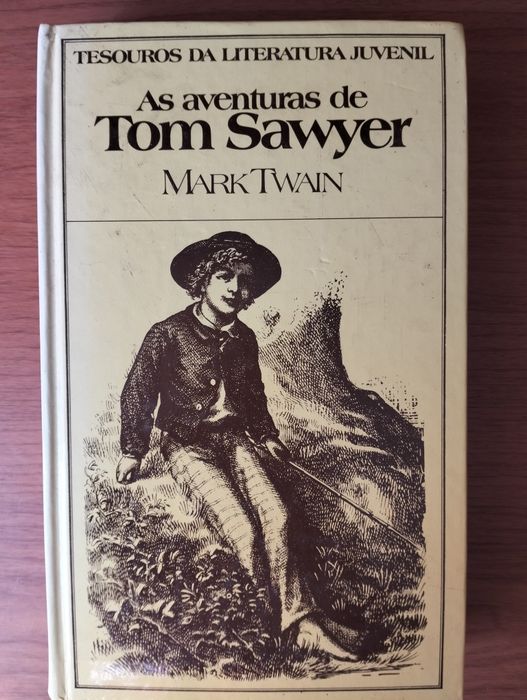 TESOUROS DA LITERATURA JUVENIL
As aventuras de
Tom Sawyer
MARK TWAIN